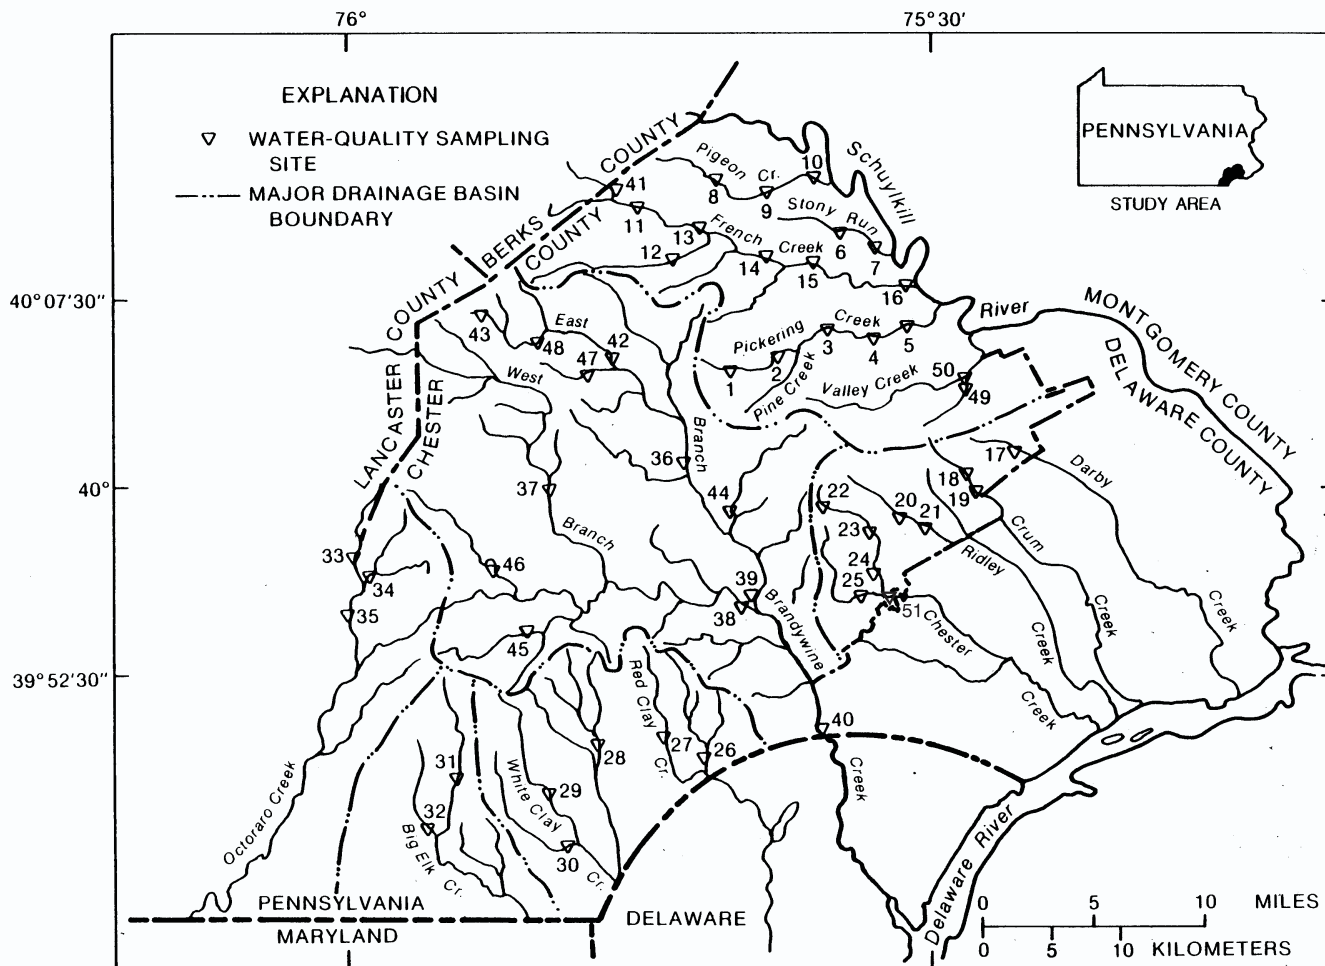 76°
75°30'
EXPLANATION
WATER-QUALITY SAMPLING
SITE
MAJOR DRAINAGE BASIN
BOUNDARY
PENNSYLVANIA
STUDY AREA
40°07'30"
40°
39°52'30"
LANCASTER COUNTY
CHESTER COUNTY
BERKS COUNTY
MONTGOMERY COUNTY
DELAWARE COUNTY
Schuylkill
River
Pigeon
Cr.
Stony Run
French
Creek
Pickering
Creek
Pine Creek
Valley Creek
East
Branch
West
Branch
Brandywine
Creek
Darby
Creek
Crum
Creek
Ridley
Creek
Chester
Creek
Red Clay
Cr.
White Clay
Cr.
Big Elk
Cr.
Octoraro Creek
Delaware River
41
10
8
9
11
13
12
6
7
14
15
16
43
48
42
47
3
4
5
1
2
50
49
36
17
18
19
37
44
22
20
21
23
33
34
46
24
39
25
51
35
38
45
40
28
27
26
31
29
32
30
PENNSYLVANIA
MARYLAND
DELAWARE
0 5 10 MILES
0 5 10 KILOMETERS